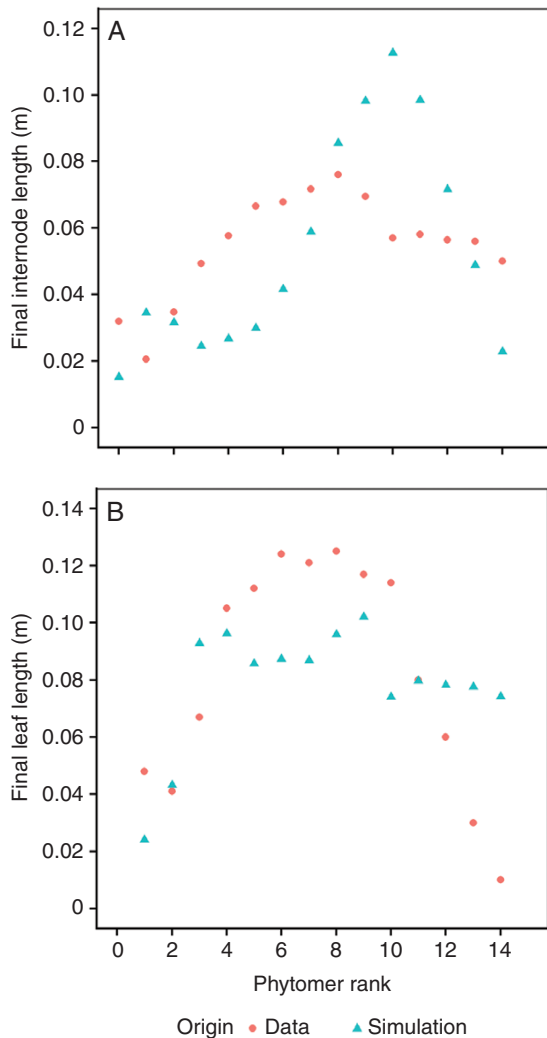 A
Final internode length (m)
0.12
0.10
0.08
0.06
0.04
0.02
0
B
Final leaf length (m)
0.14
0.12
0.10
0.08
0.06
0.04
0.02
0
0 2 4 6 8 10 12 14
Phytomer rank
Origin Data Simulation